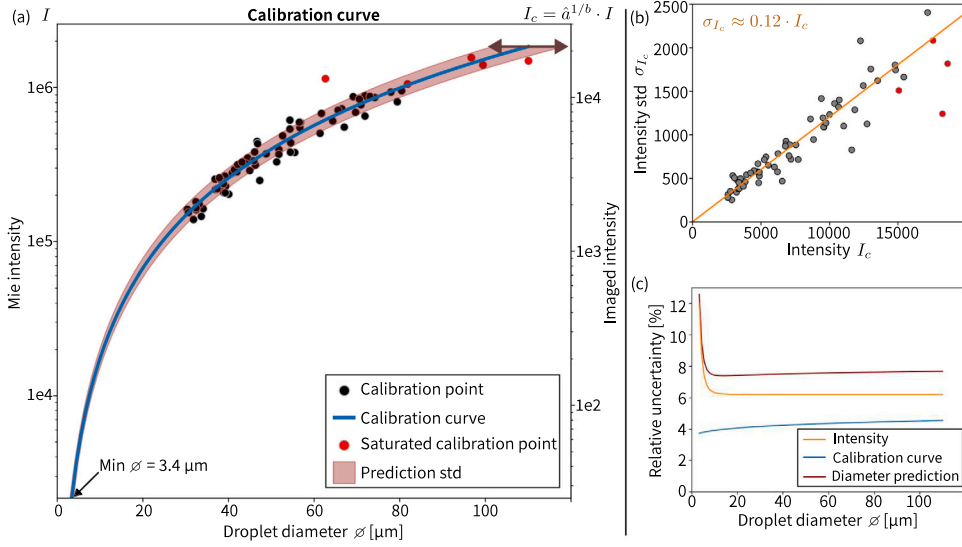 (a)
I
Calibration curve
I_c = â^{1/b} · I
1e6
1e5
1e4
Mie intensity
1e4
1e3
1e2
Imaged intensity
Calibration point
Calibration curve
Saturated calibration point
Prediction std
Min ⌀ = 3.4 µm
0 20 40 60 80 100
Droplet diameter ⌀ [µm]
(b)
σ_{I_c} ≈ 0.12 · I_c
2500
2000
1500
1000
500
0
Intensity std σ_{I_c}
0 5000 10000 15000
Intensity I_c
(c)
12
10
8
6
4
2
0
Relative uncertainty [%]
Intensity
Calibration curve
Diameter prediction
0 20 40 60 80 100
Droplet diameter ⌀ [µm]